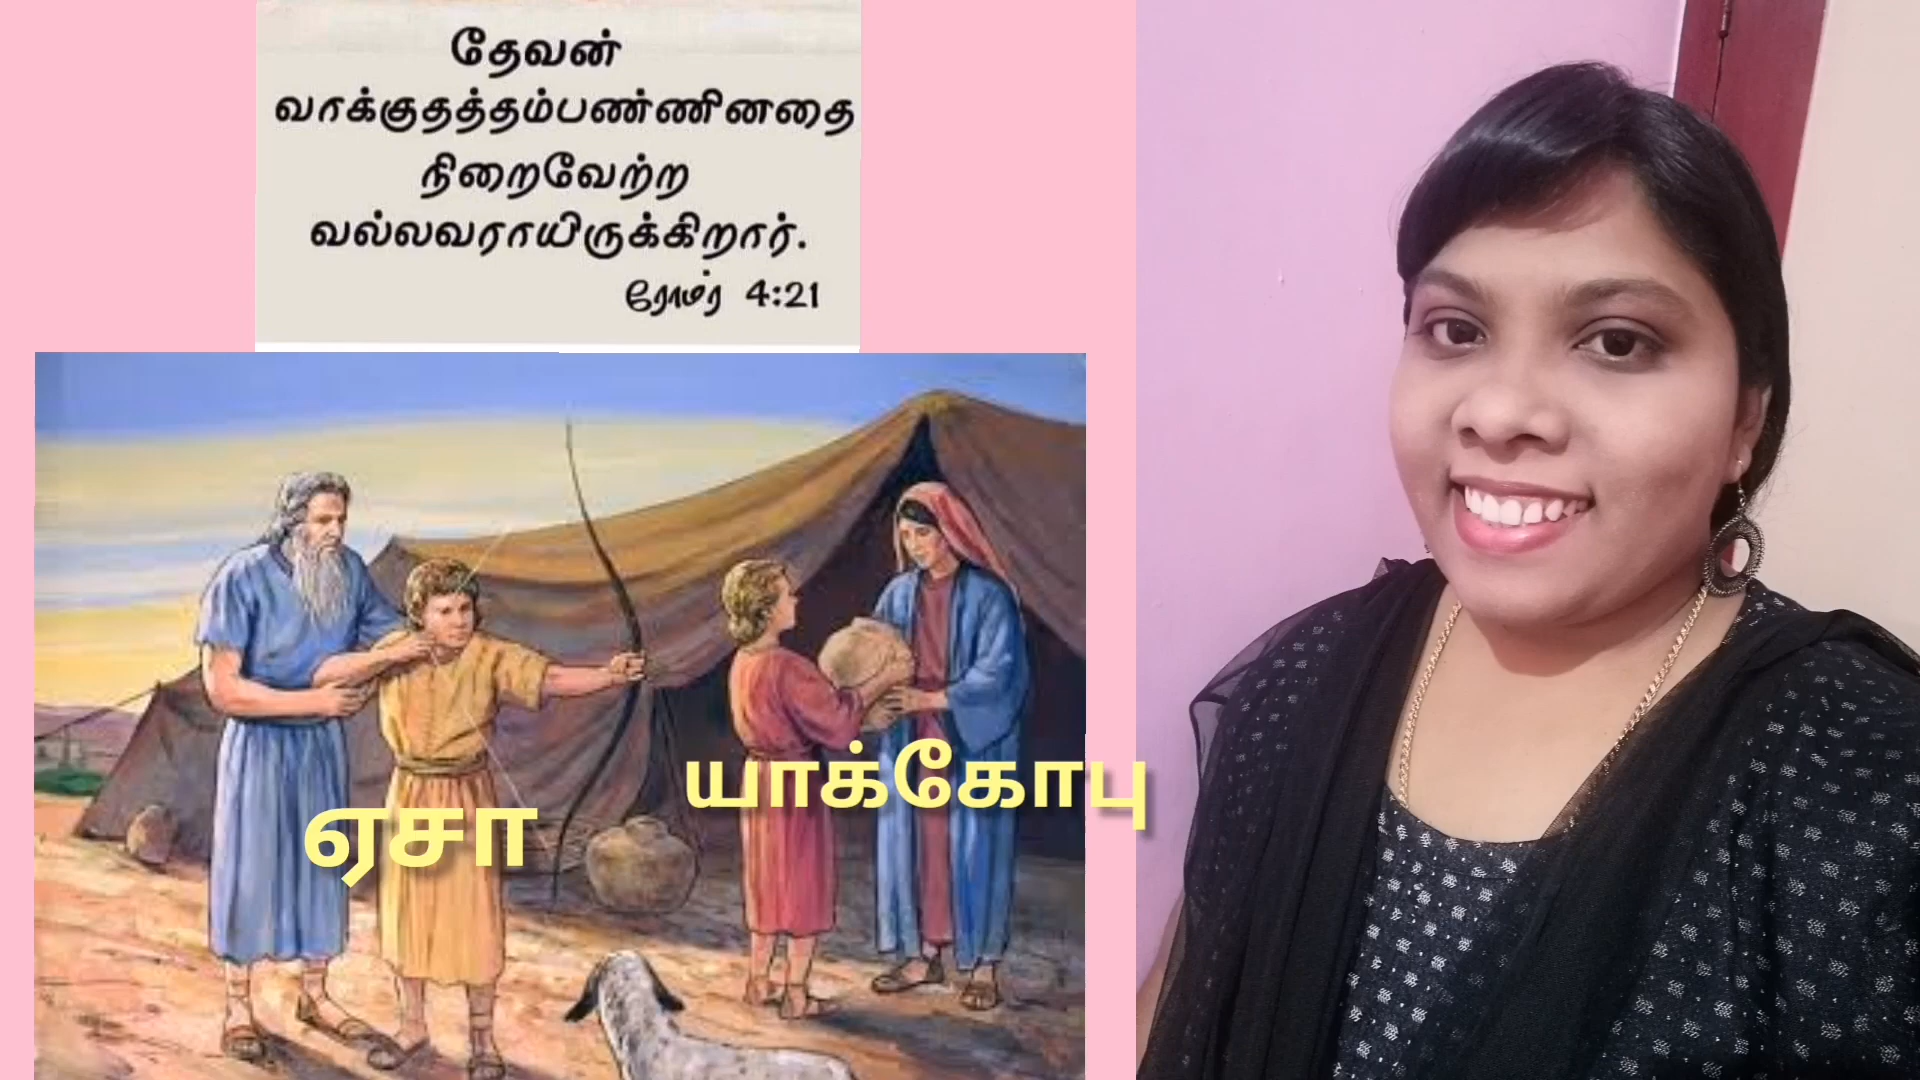 தேவன்
வாக்குதத்தம்பண்ணினதை
நிறைவேற்ற
வல்லவராயிருக்கிறார்.
ரோமர் 4:21
ஏசா
யாக்கோபு